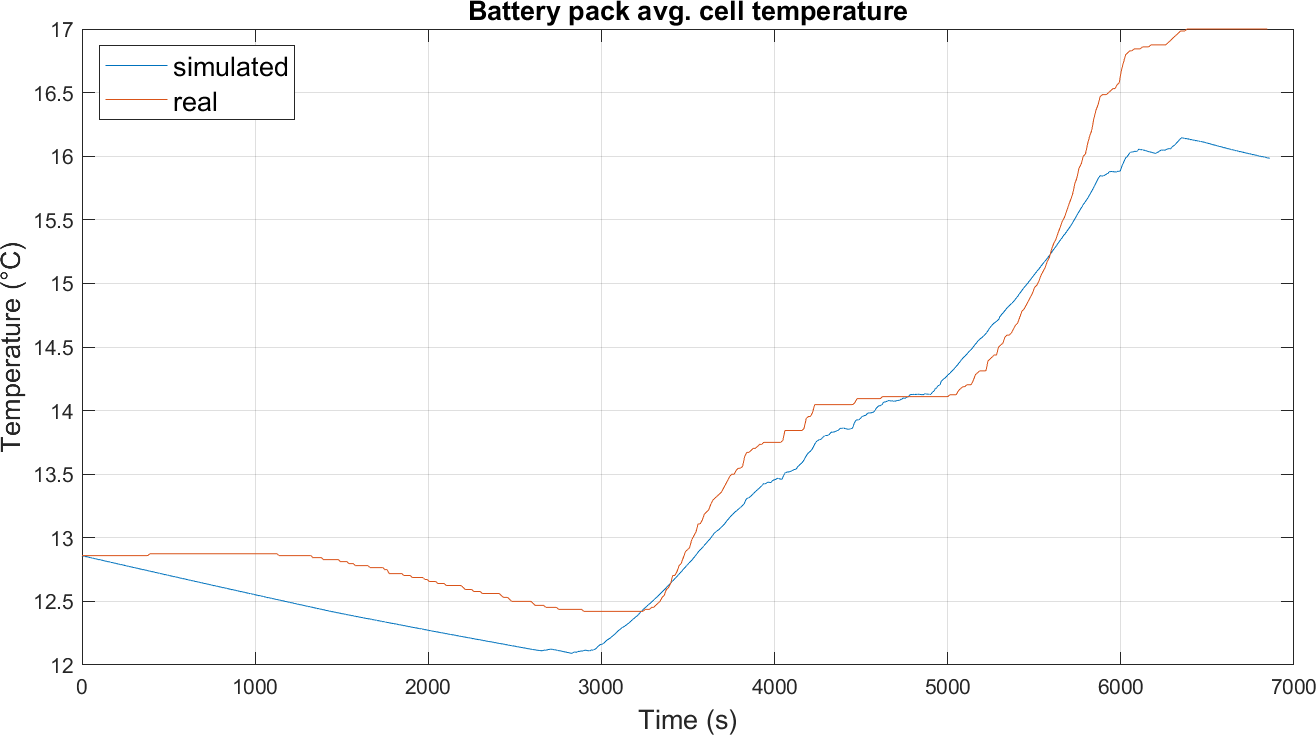 Battery pack avg. cell temperature
simulated
real
17
16.5
16
15.5
15
14.5
14
13.5
13
12.5
12
Temperature (°C)
0 1000 2000 3000 4000 5000 6000 7000
Time (s)